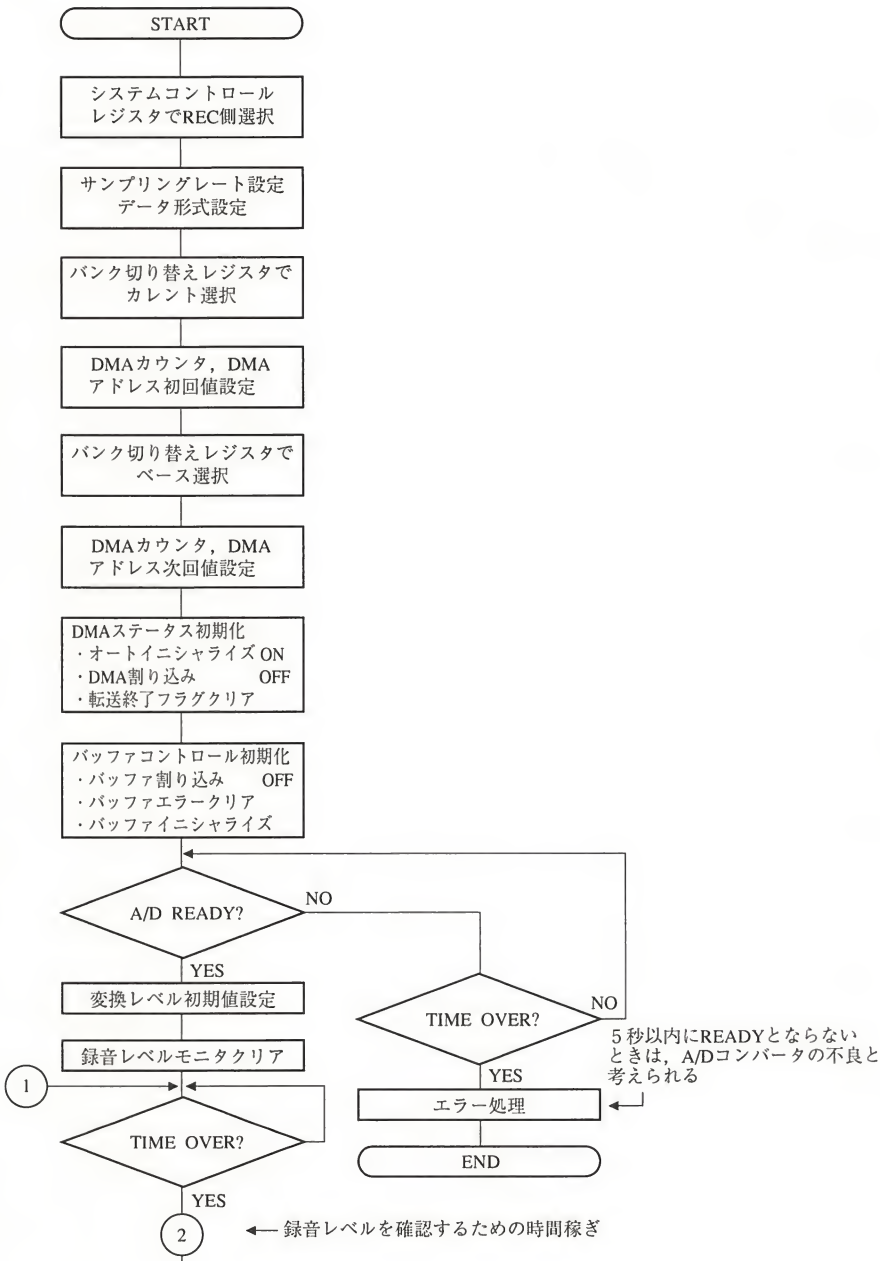 START
システムコントロール
レジスタでREC側選択
サンプリングレート設定
データ形式設定
バンク切り替えレジスタで
カレント選択
DMAカウンタ，DMA
アドレス初回値設定
バンク切り替えレジスタで
ベース選択
DMAカウンタ，DMA
アドレス次回値設定
DMAステータス初期化
・オートイニシャライズ ON
・DMA割り込み OFF
・転送終了フラグクリア
バッファコントロール初期化
・バッファ割り込み OFF
・バッファエラークリア
・バッファイニシャライズ
A/D READY?
NO
YES
変換レベル初期値設定
録音レベルモニタクリア
1
TIME OVER?
YES
2
←録音レベルを確認するための時間稼ぎ
TIME OVER?
NO
YES
5秒以内にREADYとならない
ときは，A/Dコンバータの不良と
考えられる
エラー処理
END